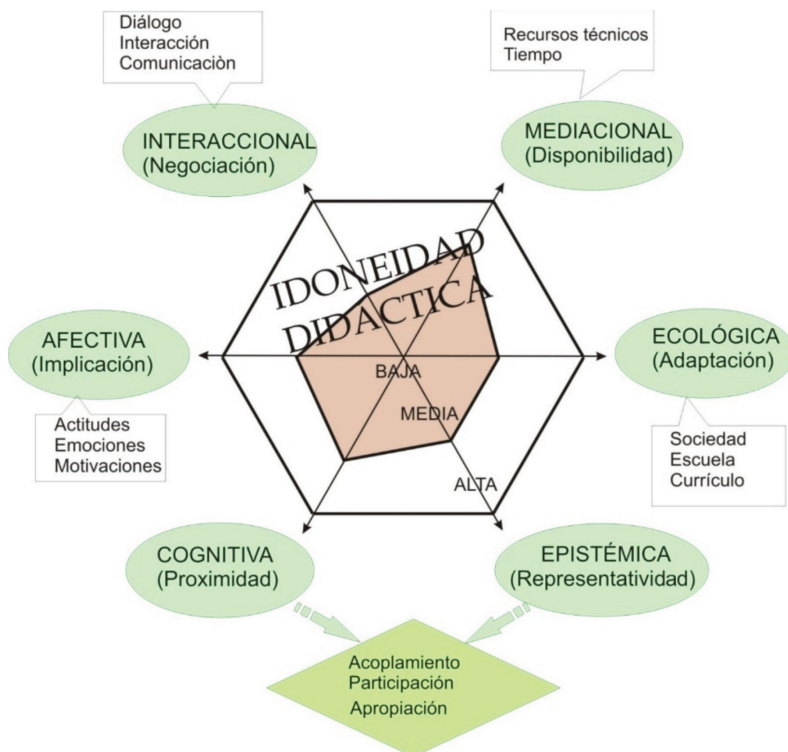 Diálogo
Interacción
Comunicaciòn
Recursos técnicos
Tiempo
INTERACCIONAL
(Negociación)
MEDIACIONAL
(Disponibilidad)
IDONEIDAD
DIDACTICA
AFECTIVA
(Implicación)
ECOLÓGICA
(Adaptación)
BAJA
MEDIA
ALTA
Actitudes
Emociones
Motivaciones
Sociedad
Escuela
Currículo
COGNITIVA
(Proximidad)
EPISTÉMICA
(Representatividad)
Acoplamiento
Participación
Apropiación